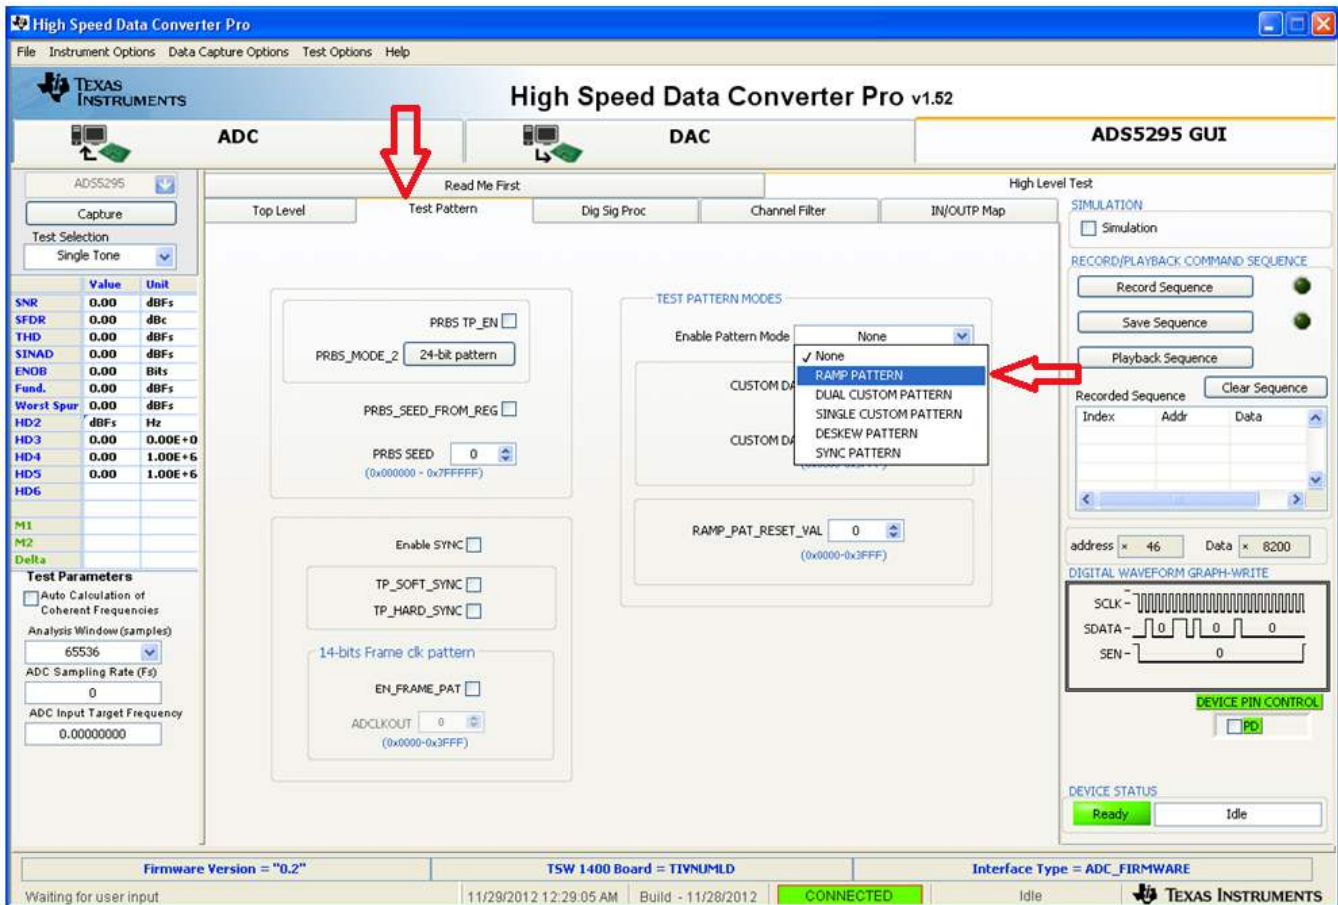 High Speed Data Converter Pro
File Instrument Options Data Capture Options Test Options Help
TEXAS INSTRUMENTS
High Speed Data Converter Pro v1.52
ADC
DAC
ADS5295 GUI
ADS5295
Capture
Test Selection
Single Tone
Value Unit
SNR 0.00 dBFs
SFDR 0.00 dBc
THD 0.00 dBFs
SINAD 0.00 dBFs
ENOB 0.00 Bits
Fund. 0.00 dBFs
Worst Spur 0.00 dBFs
HD2 dBFs Hz
HD3 0.00 0.00E+0
HD4 0.00 1.00E+6
HD5 0.00 1.00E+6
HD6
M1
M2
Delta
Test Parameters
Auto Calculation of
Coherent Frequencies
Analysis Window (samples)
65536
ADC Sampling Rate (Fs)
0
ADC Input Target Frequency
0.00000000
Read Me First
High Level Test
Top Level
Test Pattern
Dig Sig Proc
Channel Filter
IN/OUTP Map
PRBS TP_EN
PRBS_MODE_2 24-bit pattern
PRBS_SEED_FROM_REG
PRBS SEED 0
(0x000000 - 0x7FFFFF)
Enable SYNC
TP_SOFT_SYNC
TP_HARD_SYNC
14-bits Frame clk pattern
EN_FRAME_PAT
ADCLKOUT 0
(0x0000-0x3FFF)
TEST PATTERN MODES
Enable Pattern Mode None
✓ None
RAMP PATTERN
DUAL CUSTOM PATTERN
SINGLE CUSTOM PATTERN
DESKEW PATTERN
SYNC PATTERN
CUSTOM DA
CUSTOM DA
RAMP_PAT_RESET_VAL 0
(0x0000-0x3FFF)
SIMULATION
Simulation
RECORD/PLAYBACK COMMAND SEQUENCE
Record Sequence
Save Sequence
Playback Sequence
Recorded Sequence Clear Sequence
Index Addr Data
address x 46 Data x 8200
DIGITAL WAVEFORM GRAPH-WRITE
SCLK -
SDATA - 0 0 0
SEN - 0
DEVICE PIN CONTROL
PD
DEVICE STATUS
Ready Idle
Firmware Version = "0.2"
TSW 1400 Board = TIVNUMLD
Interface Type = ADC_FIRMWARE
Waiting for user input
11/29/2012 12:29:05 AM
Build - 11/28/2012
CONNECTED
Idle
TEXAS INSTRUMENTS